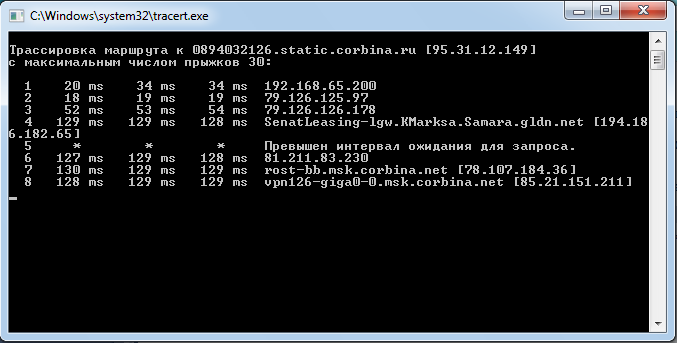 C:\Windows\system32\tracert.exe
Трассировка маршрута к 0894032126.static.corbina.ru [95.31.12.149]
с максимальным числом прыжков 30:
1 20 ms 34 ms 34 ms 192.168.65.200
2 18 ms 19 ms 19 ms 79.126.125.97
3 52 ms 53 ms 54 ms 79.126.126.178
4 129 ms 129 ms 128 ms SenatLeasing-lgw.KMarksa.Samara.gldn.net [194.18
6.182.65]
5 * * * Превышен интервал ожидания для запроса.
6 127 ms 129 ms 128 ms 81.211.83.230
7 130 ms 129 ms 129 ms rost-bb.msk.corbina.net [78.107.184.36]
8 128 ms 129 ms 129 ms vpn126-giga0-0.msk.corbina.net [85.21.151.211]